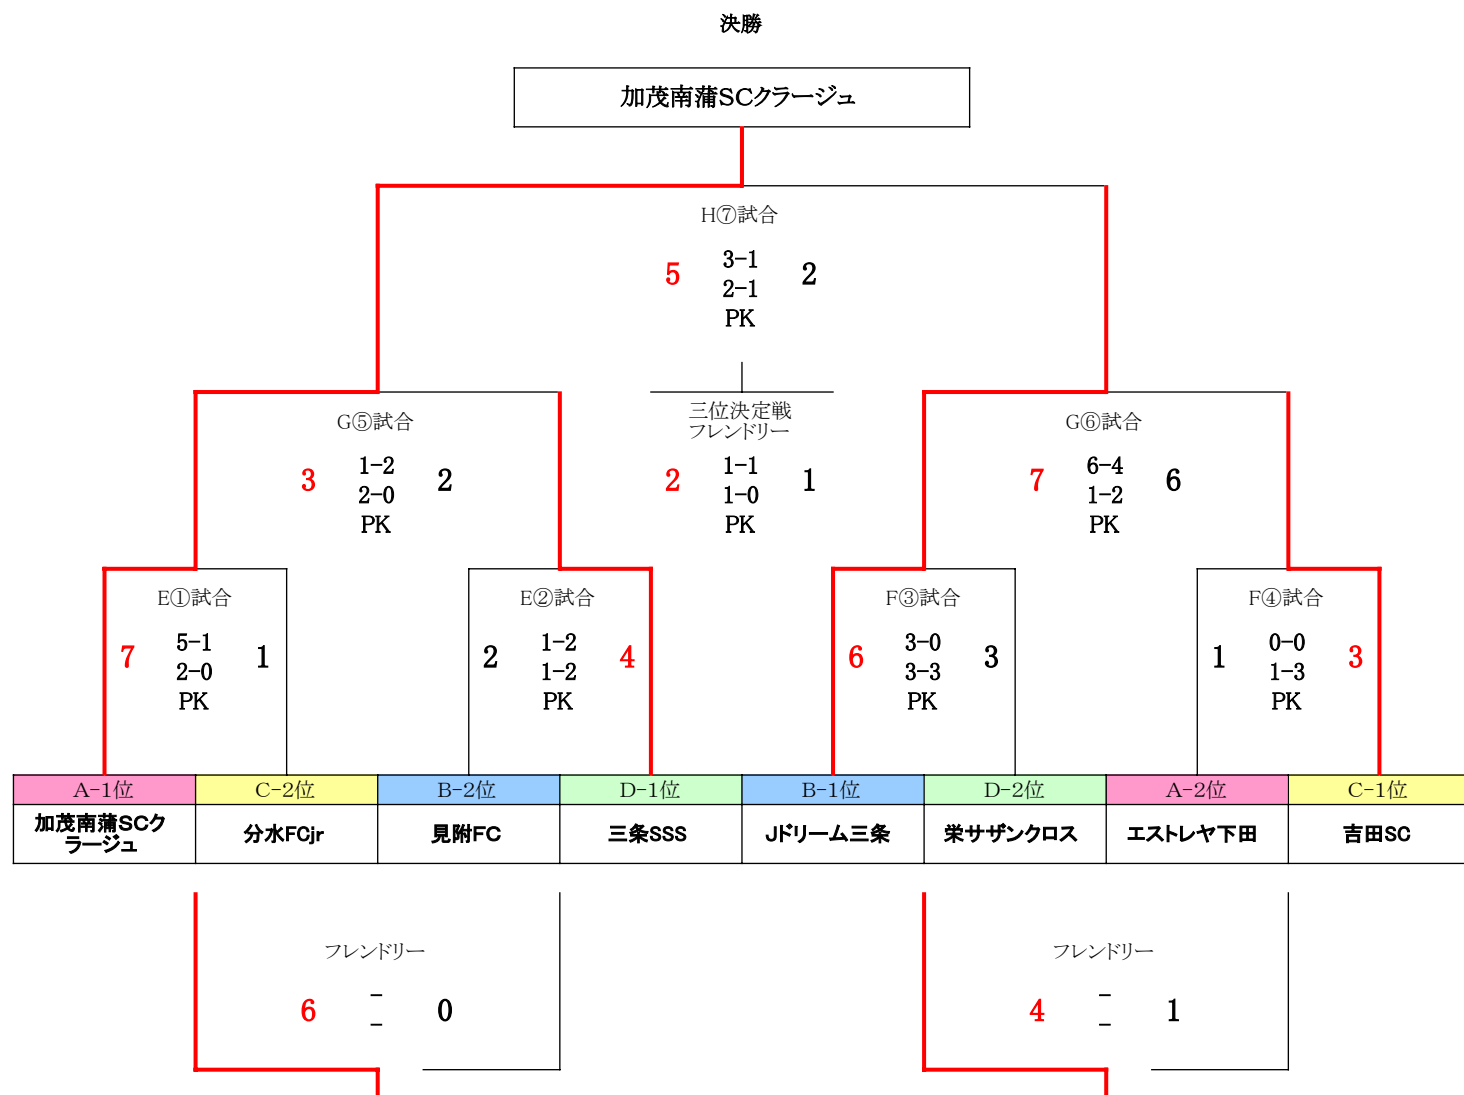 決勝
加茂南蒲SCクラージュ
H⑦試合
5 3-1 2
2-1
PK
三位決定戦
フレンドリー
G⑤試合
G⑥試合
3 1-2 2
2-0
PK
2 1-1 1
1-0
PK
7 6-4 6
1-2
PK
E①試合
E②試合
F③試合
F④試合
7 5-1 1
2-0
PK
2 1-2 4
1-2
PK
6 3-0 3
3-3
PK
1 0-0 3
1-3
PK
A-1位 C-2位 B-2位 D-1位 B-1位 D-2位 A-2位 C-1位
加茂南蒲SCク
ラージュ
分水FCjr
見附FC
三条SSS
Jドリーム三条
栄サザンクロス
エストレヤ下田
吉田SC
フレンドリー
6 - 0
-
フレンドリー
4 - 1
-